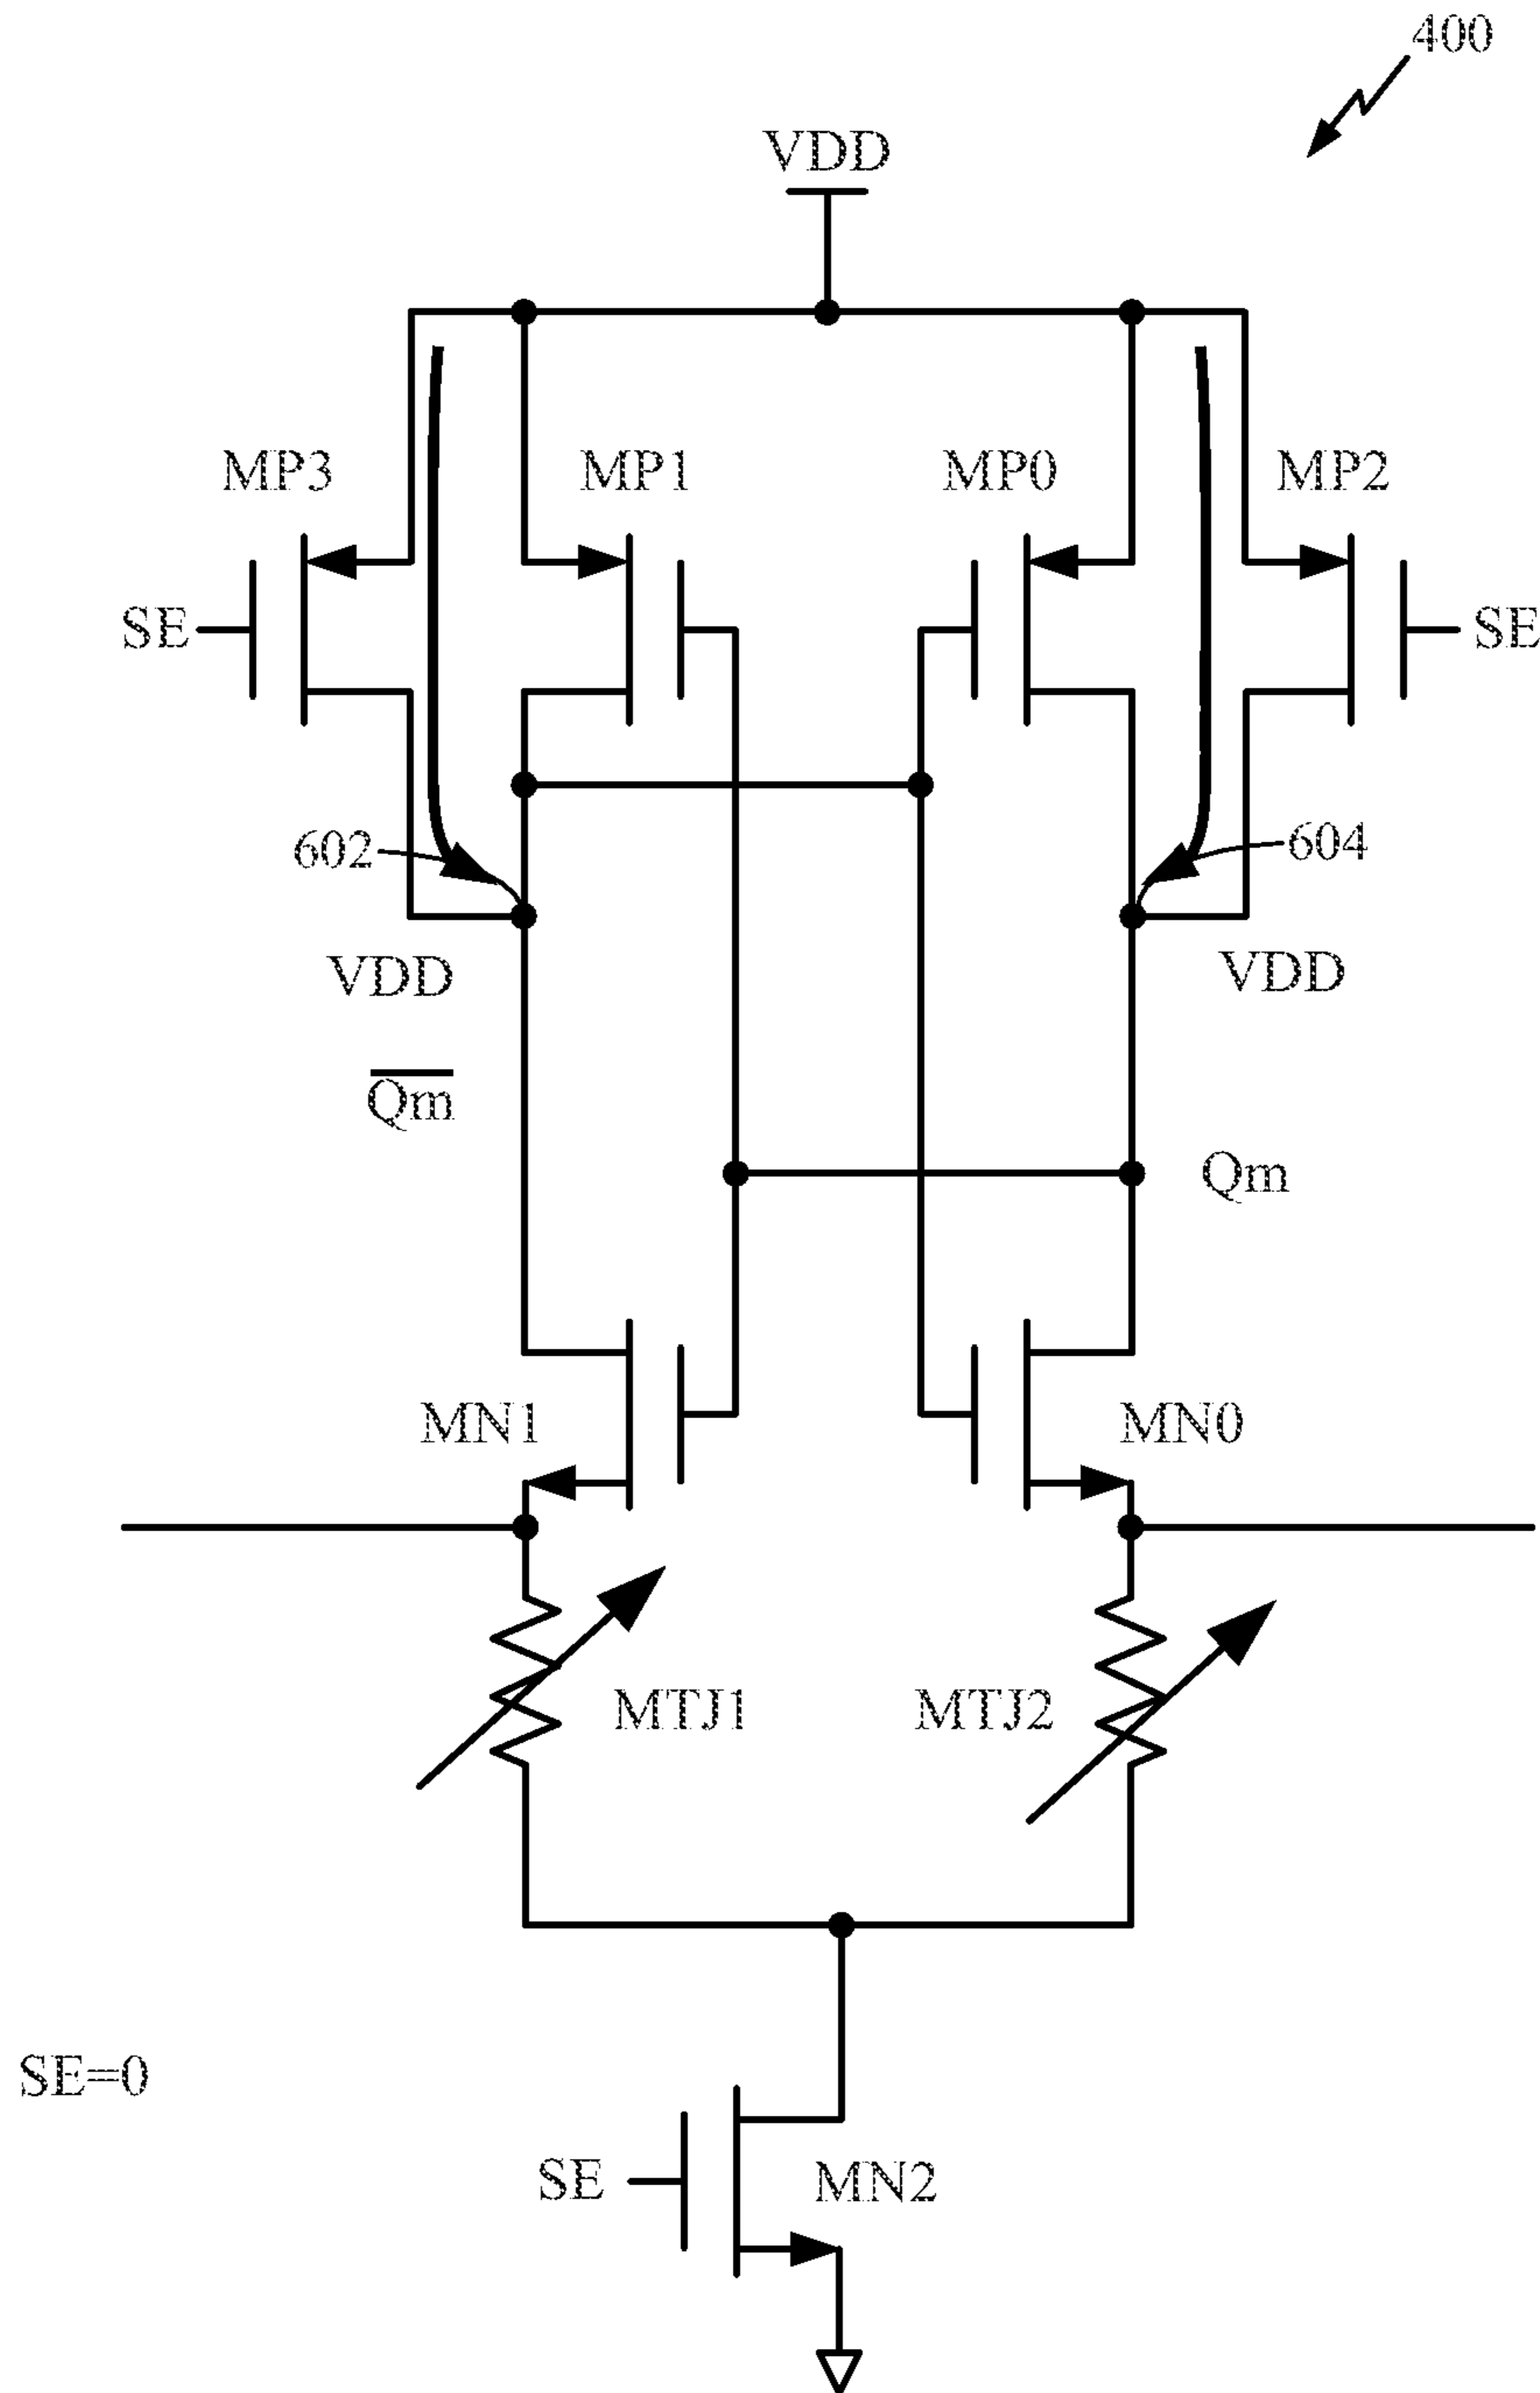 400
VDD
MP3
MP1
MP0
MP2
SE
SE
602
604
VDD
VDD
Q̅m̅
Qm
MN1
MN0
MTJ1
MTJ2
SE=0
SE
MN2